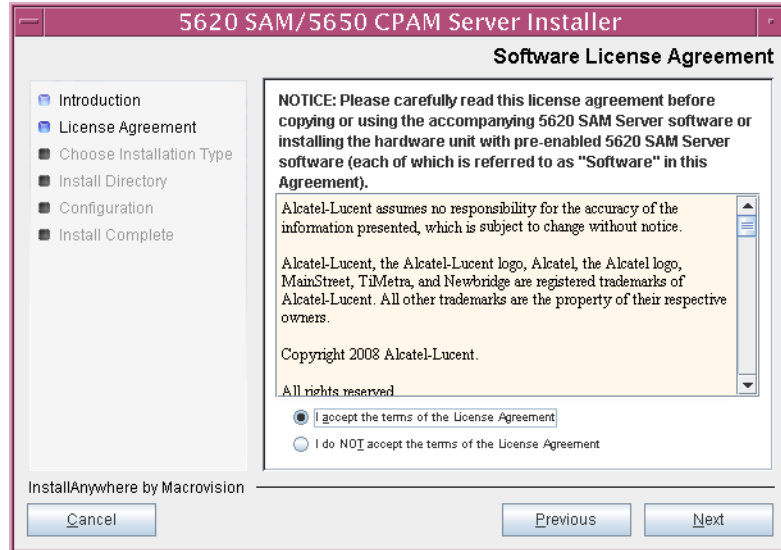 5620 SAM/5650 CPAM Server Installer
Software License Agreement
Introduction
License Agreement
Choose Installation Type
Install Directory
Configuration
Install Complete
NOTICE: Please carefully read this license agreement before
copying or using the accompanying 5620 SAM Server software or
installing the hardware unit with pre-enabled 5620 SAM Server
software (each of which is referred to as "Software" in this
Agreement).
Alcatel-Lucent assumes no responsibility for the accuracy of the
information presented, which is subject to change without notice.
Alcatel-Lucent, the Alcatel-Lucent logo, Alcatel, the Alcatel logo,
MainStreet, TiMetra, and Newbridge are registered trademarks of
Alcatel-Lucent. All other trademarks are the property of their respective
owners.
Copyright 2008 Alcatel-Lucent.
All rights reserved
I accept the terms of the License Agreement
I do NOT accept the terms of the License Agreement
InstallAnywhere by Macrovision
Cancel
Previous
Next